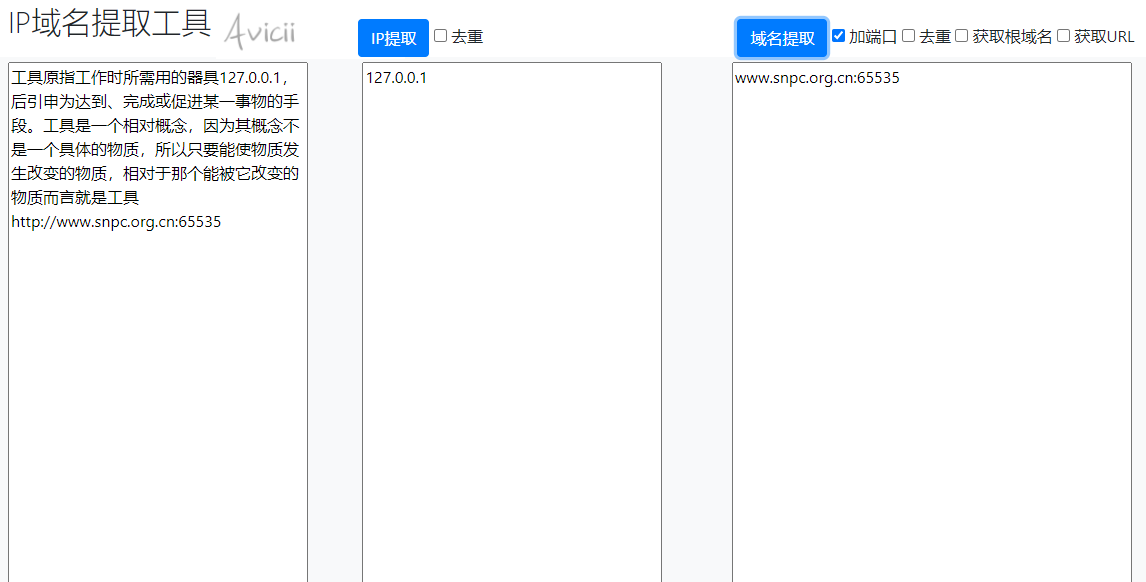 IP域名提取工具 Avicii
IP提取 去重
域名提取 加端口 去重 获取根域名 获取URL
工具原指工作时所需用的器具127.0.0.1，
后引申为达到、完成或促进某一事物的手
段。工具是一个相对概念，因为其概念不
是一个具体的物质，所以只要能使物质发
生改变的物质，相对于那个能被它改变的
物质而言就是工具
http://www.snpc.org.cn:65535
127.0.0.1
www.snpc.org.cn:65535